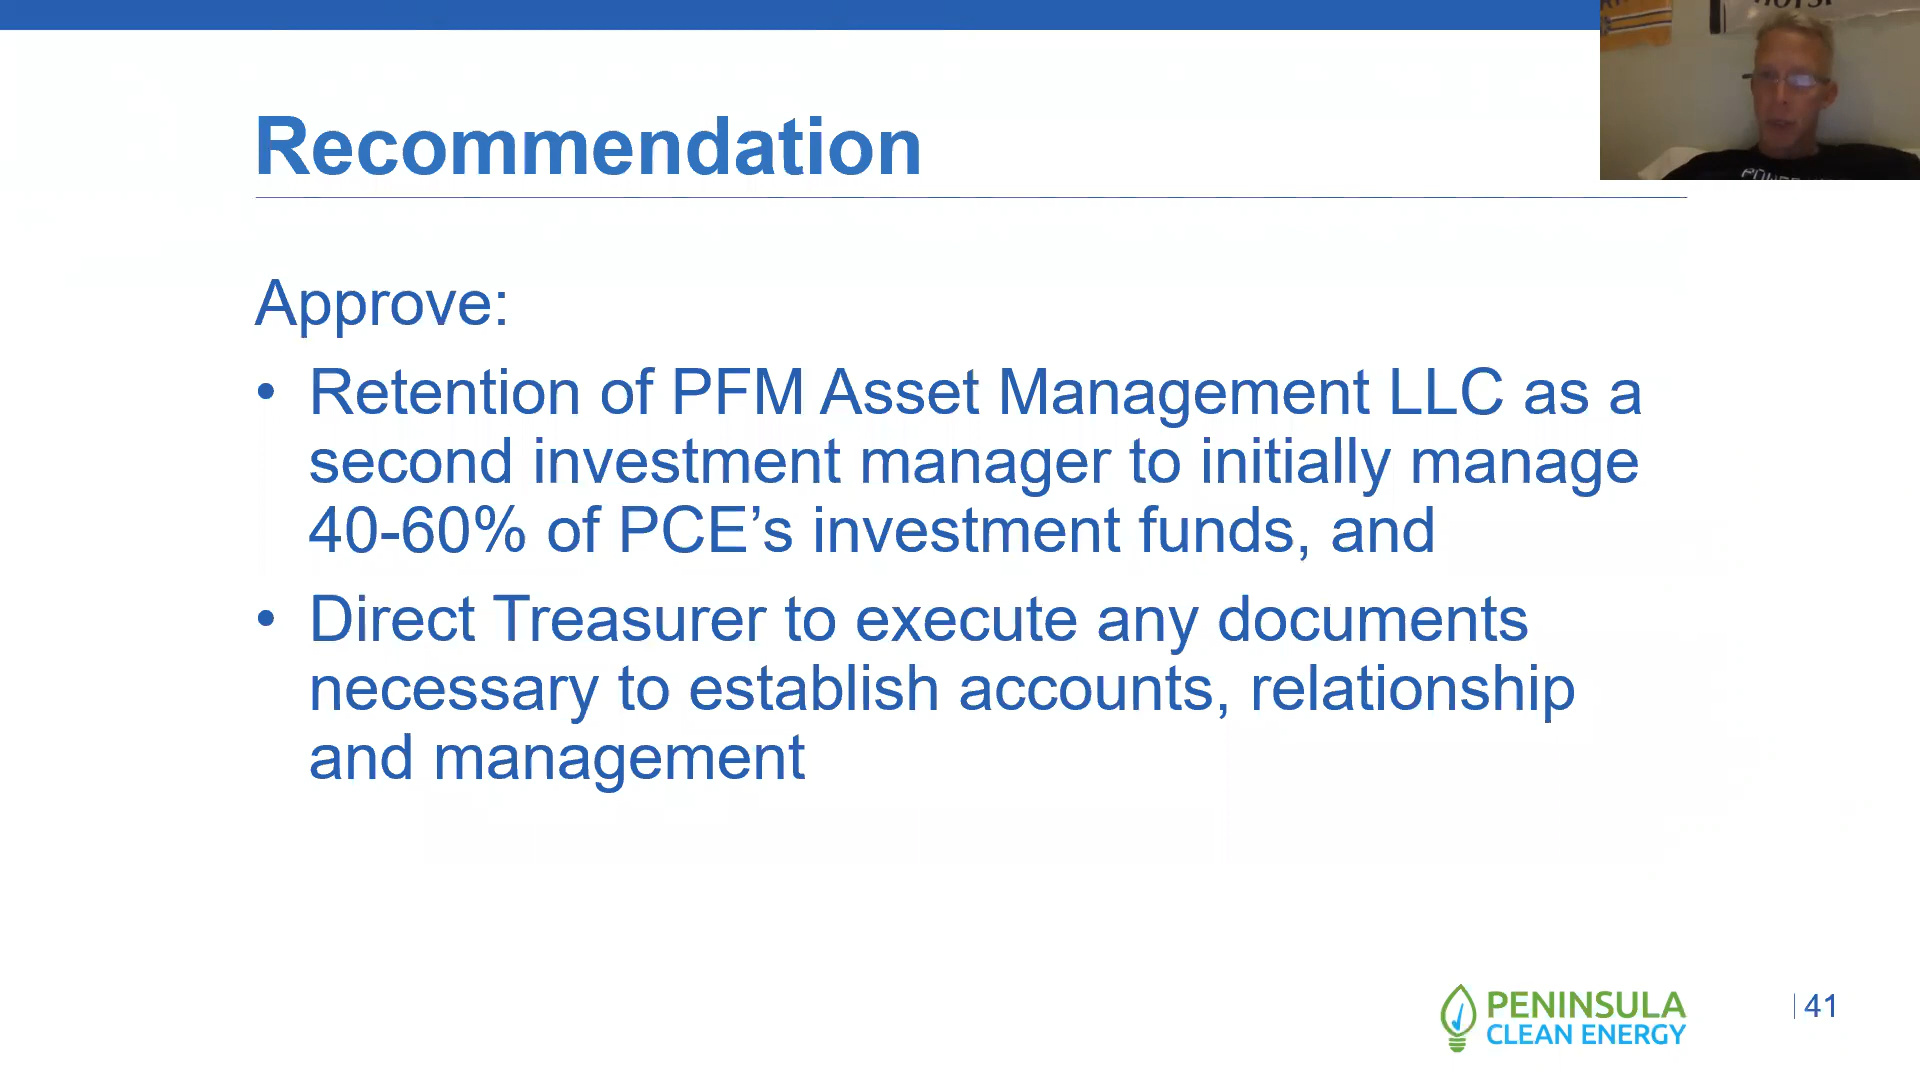 Recommendation
Approve:
• Retention of PFM Asset Management LLC as a
second investment manager to initially manage
40-60% of PCE’s investment funds, and
• Direct Treasurer to execute any documents
necessary to establish accounts, relationship
and management
PENINSULA
CLEAN ENERGY
41